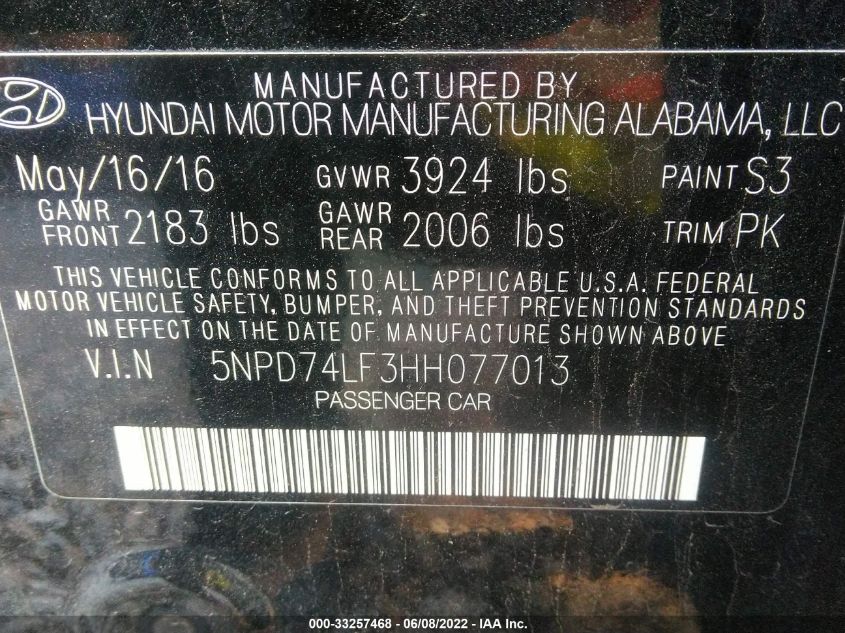 MANUFACTURED BY
HYUNDAI MOTOR MANUFACTURING ALABAMA, LLC
May/16/16 GVWR 3924 lbs PAINT S3
GAWR FRONT 2183 lbs GAWR REAR 2006 lbs TRIM PK
THIS VEHICLE CONFORMS TO ALL APPLICABLE U.S.A. FEDERAL
MOTOR VEHICLE SAFETY, BUMPER, AND THEFT PREVENTION STANDARDS
IN EFFECT ON THE DATE OF MANUFACTURE SHOWN ABOVE
V.I.N 5NPD74LF3HH077013
PASSENGER CAR
000-33257468 - 06/08/2022 - IAA Inc.